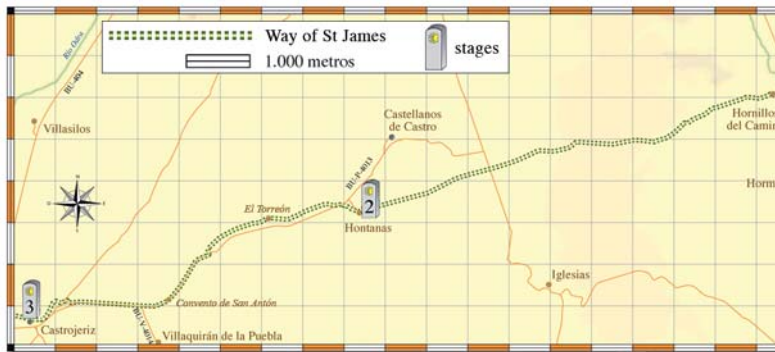 Way of St James
1.000 metros
stages
Río Odra
BU-404
Villasilos
Castellanos
de Castro
Hornillos
del Camin
BU-P-4013
Horm
2
El Torreón
Hontanas
Iglesias
3
Convento de San Antón
Castrojeriz
BU-V-4014
Villaquirán de la Puebla